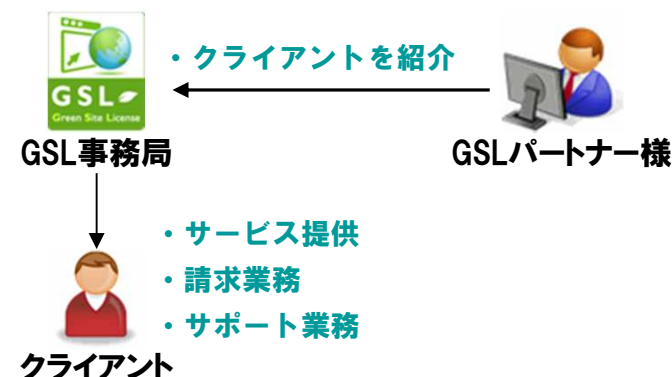 ・クライアントを紹介
GSL
Green Site License
GSL事務局
GSLパートナー様
・サービス提供
・請求業務
・サポート業務
クライアント